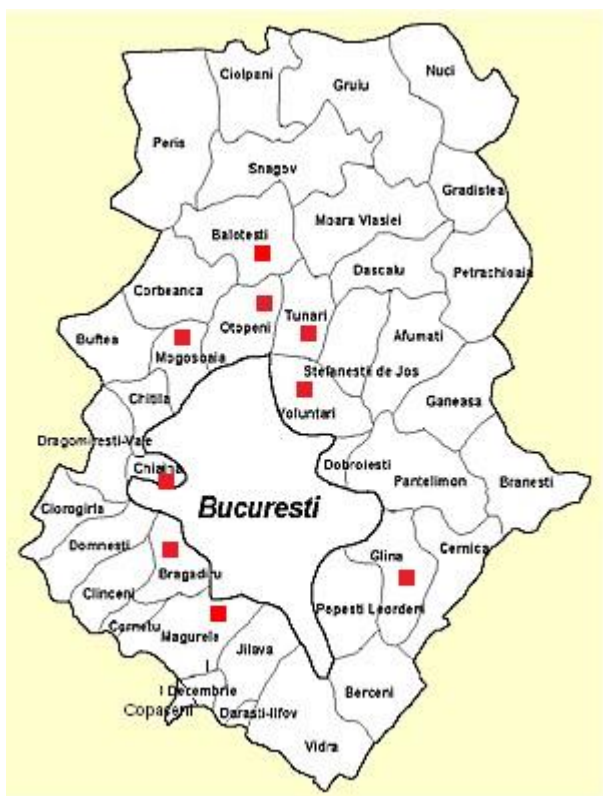 Ciolpani
Gruiu
Nuci
Peris
Snagov
Gradistea
Moara Vlasiei
Balotesti
Dascalu
Petrachioaia
Corbeanca
Otopeni
Tunari
Afumati
Buftea
Mogosoaia
Stefanestii de Jos
Chitila
Ganeasa
Voluntari
Dragomiresti-Vale
Chiajna
Dobroiesti
Pantelimon
Branesti
Ciorogirla
Bucuresti
Domnesti
Glina
Cernica
Bragadiru
Clinceni
Popesti Leordeni
Cornetu
Magurele
Jilava
I
I Decembrie
Berceni
Copaceni
Darasti-Ilfov
Vidra